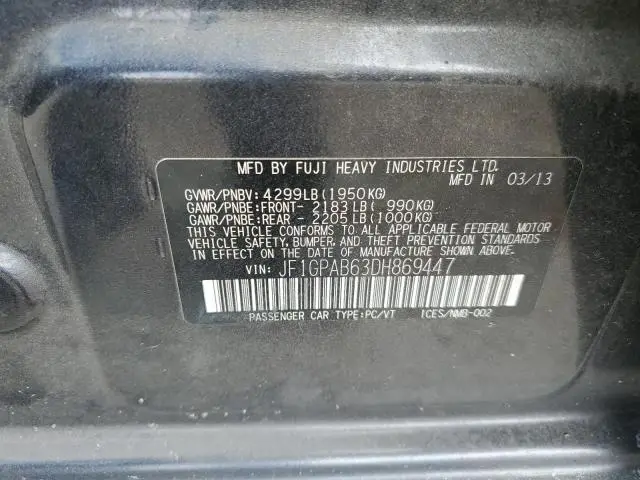 MFD BY FUJI HEAVY INDUSTRIES LTD.
MFD IN 03/13
GVWR/PNBV: 4299LB(1950KG)
GAWR/PNBE:FRONT- 2183LB( 990KG)
GAWR/PNBE:REAR - 2205LB(1000KG)
THIS VEHICLE CONFORMS TO ALL APPLICABLE FEDERAL MOTOR
VEHICLE SAFETY, BUMPER, AND THEFT PREVENTION STANDARDS
IN EFFECT ON THE DATE OF MANUFACTURE SHOWN ABOVE.
VIN: JF1GPAB63DH869447
PASSENGER CAR TYPE:PC/VT ICES/NMB-002